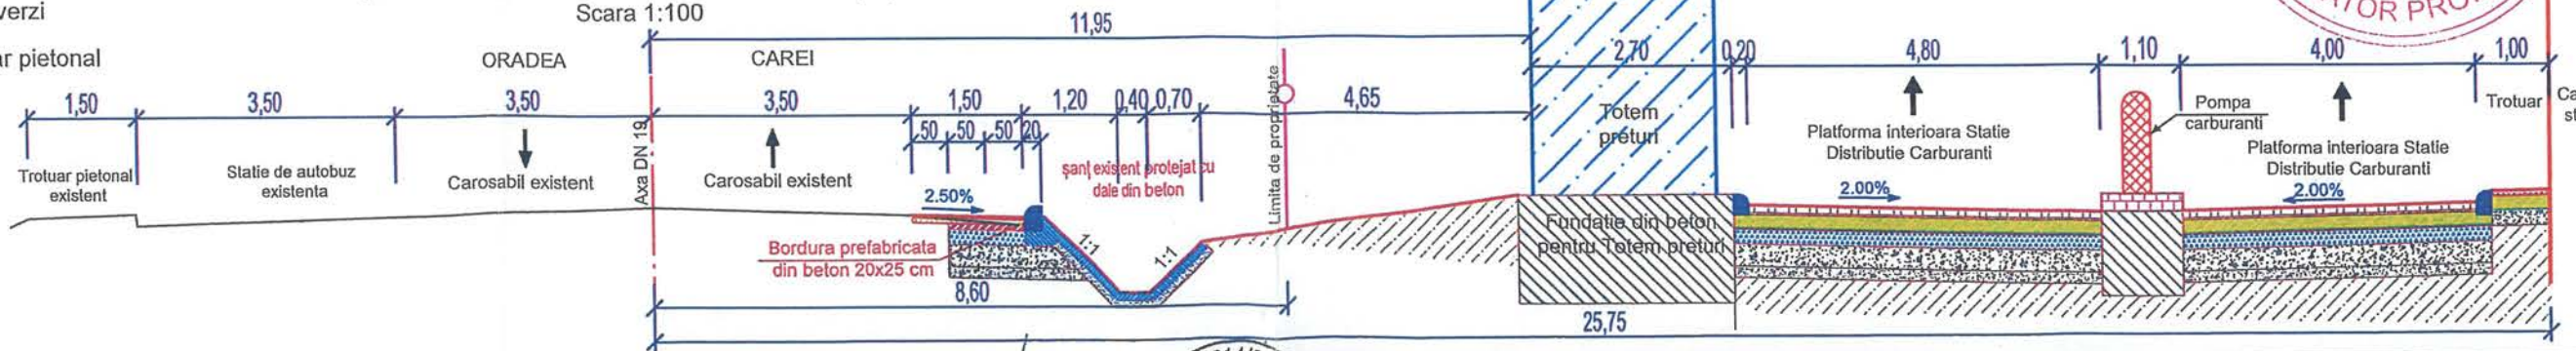 verzi
Scara 1:100
ar pietonal
ORADEA
CAREI
11,95
2,70
0,20
4,80
1,10
4,00
1,00
1,50
3,50
3,50
3,50
1,50
1,20
0,40
0,70
4,65
50
50
50
20
Trotuar pietonal
existent
Statie de autobuz
existenta
Carosabil existent
Axa DN 19
Carosabil existent
2.50%
şanţ existent protejat cu
dale din beton
Limita de proprietate
Totem
preturi
Platforma interioara Statie
Distributie Carburanti
2.00%
Pompa
carburanti
Platforma interioara Statie
Distributie Carburanti
2.00%
Trotuar
Bordura prefabricata
din beton 20x25 cm
1:1
1:1
Fundatie din beton
pentru Totem preturi
8,60
25,75